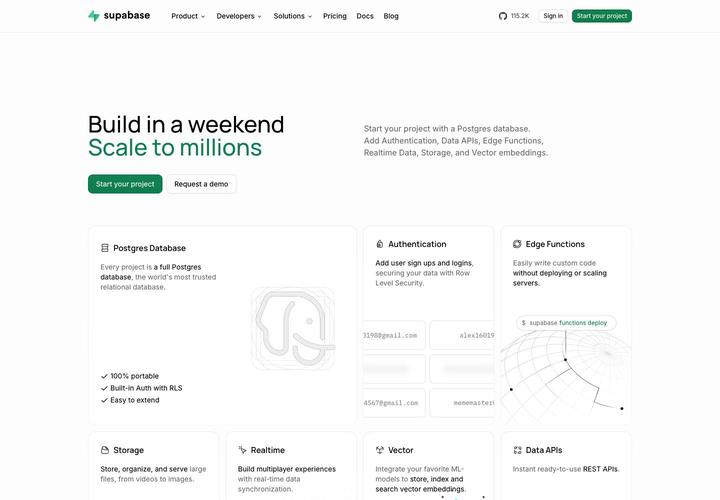 supabase
Product Developers Solutions Pricing Docs Blog
115.2K
Sign in
Start your project
Build in a weekend
Scale to millions
Start your project with a Postgres database.
Add Authentication, Data APIs, Edge Functions,
Realtime Data, Storage, and Vector embeddings.
Start your project
Request a demo
Postgres Database
Every project is a full Postgres
database, the world's most trusted
relational database.
100% portable
Built-in Auth with RLS
Easy to extend
Authentication
Add user sign ups and logins,
securing your data with Row
Level Security.
3198@gmail.com
alex16019
4567@gmail.com
Edge Functions
Easily write custom code
without deploying or scaling
servers.
$ supabase functions deploy
Storage
Store, organize, and serve large
files, from videos to images.
Realtime
Build multiplayer experiences
with real-time data
synchronization.
Vector
Integrate your favorite ML-
models to store, index and
search vector embeddings.
Data APIs
Instant ready-to-use REST APIs.